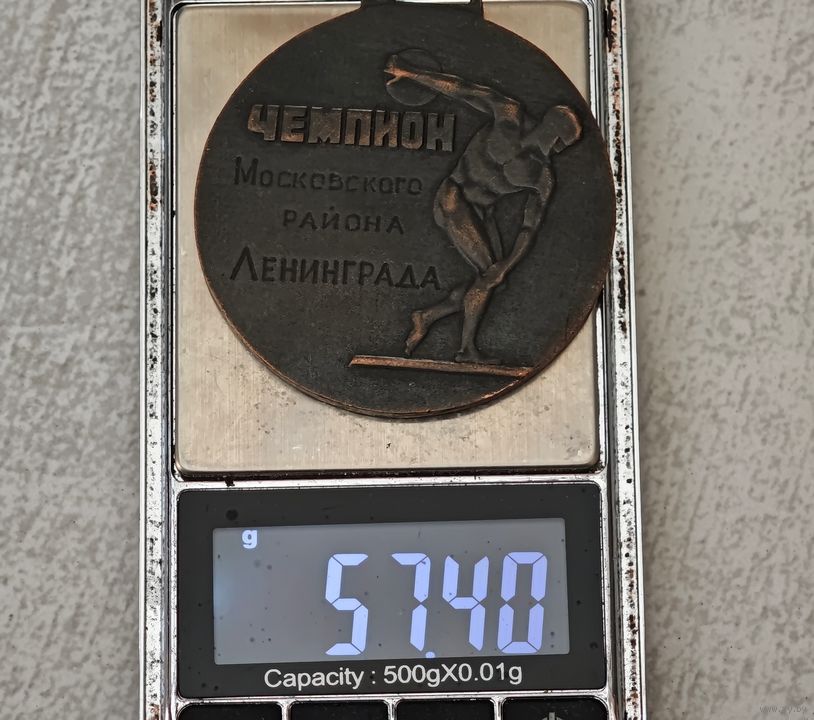 ЧЕМПИОН
МОСКОВСКОГО
РАЙОНА
ЛЕНИНГРАДА
g
57.40
Capacity : 500gX0.01g